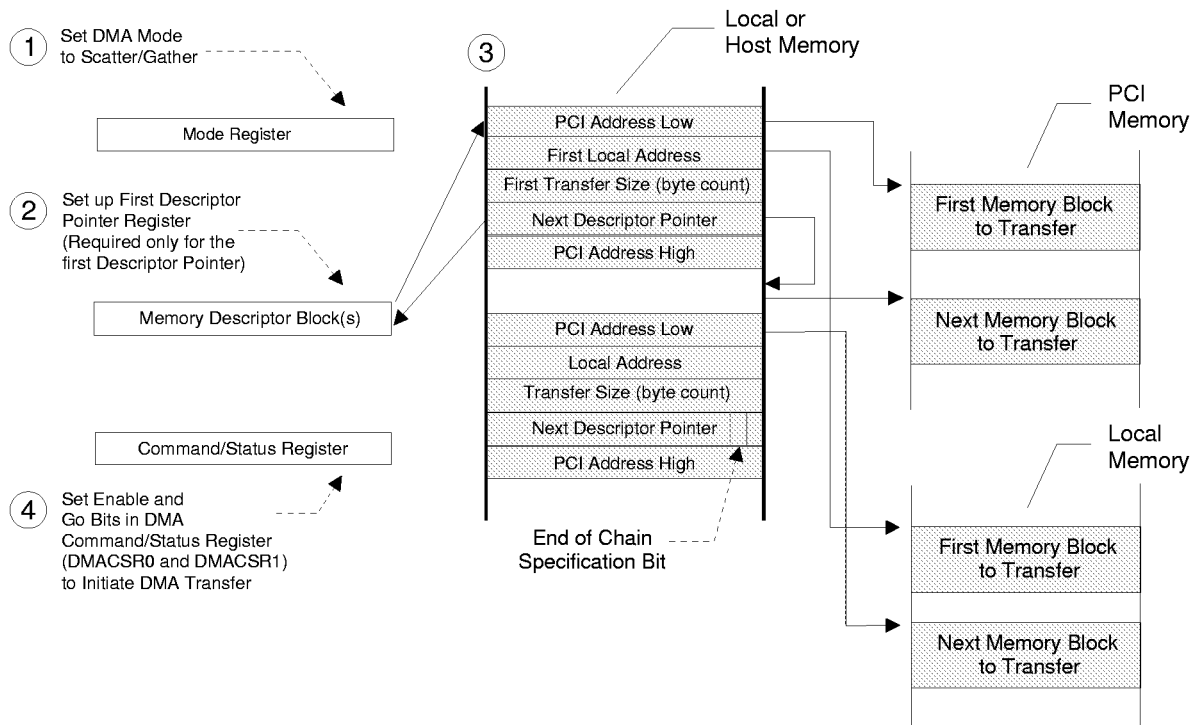 1
Set DMA Mode
to Scatter/Gather
Mode Register
2
Set up First Descriptor
Pointer Register
(Required only for the
first Descriptor Pointer)
Memory Descriptor Block(s)
Command/Status Register
4
Set Enable and
Go Bits in DMA
Command/Status Register
(DMACSR0 and DMACSR1)
to Initiate DMA Transfer
3
Local or
Host Memory
PCI Address Low
First Local Address
First Transfer Size (byte count)
Next Descriptor Pointer
PCI Address High
PCI Address Low
Local Address
Transfer Size (byte count)
Next Descriptor Pointer
PCI Address High
End of Chain
Specification Bit
PCI
Memory
First Memory Block
to Transfer
Next Memory Block
to Transfer
Local
Memory
First Memory Block
to Transfer
Next Memory Block
to Transfer